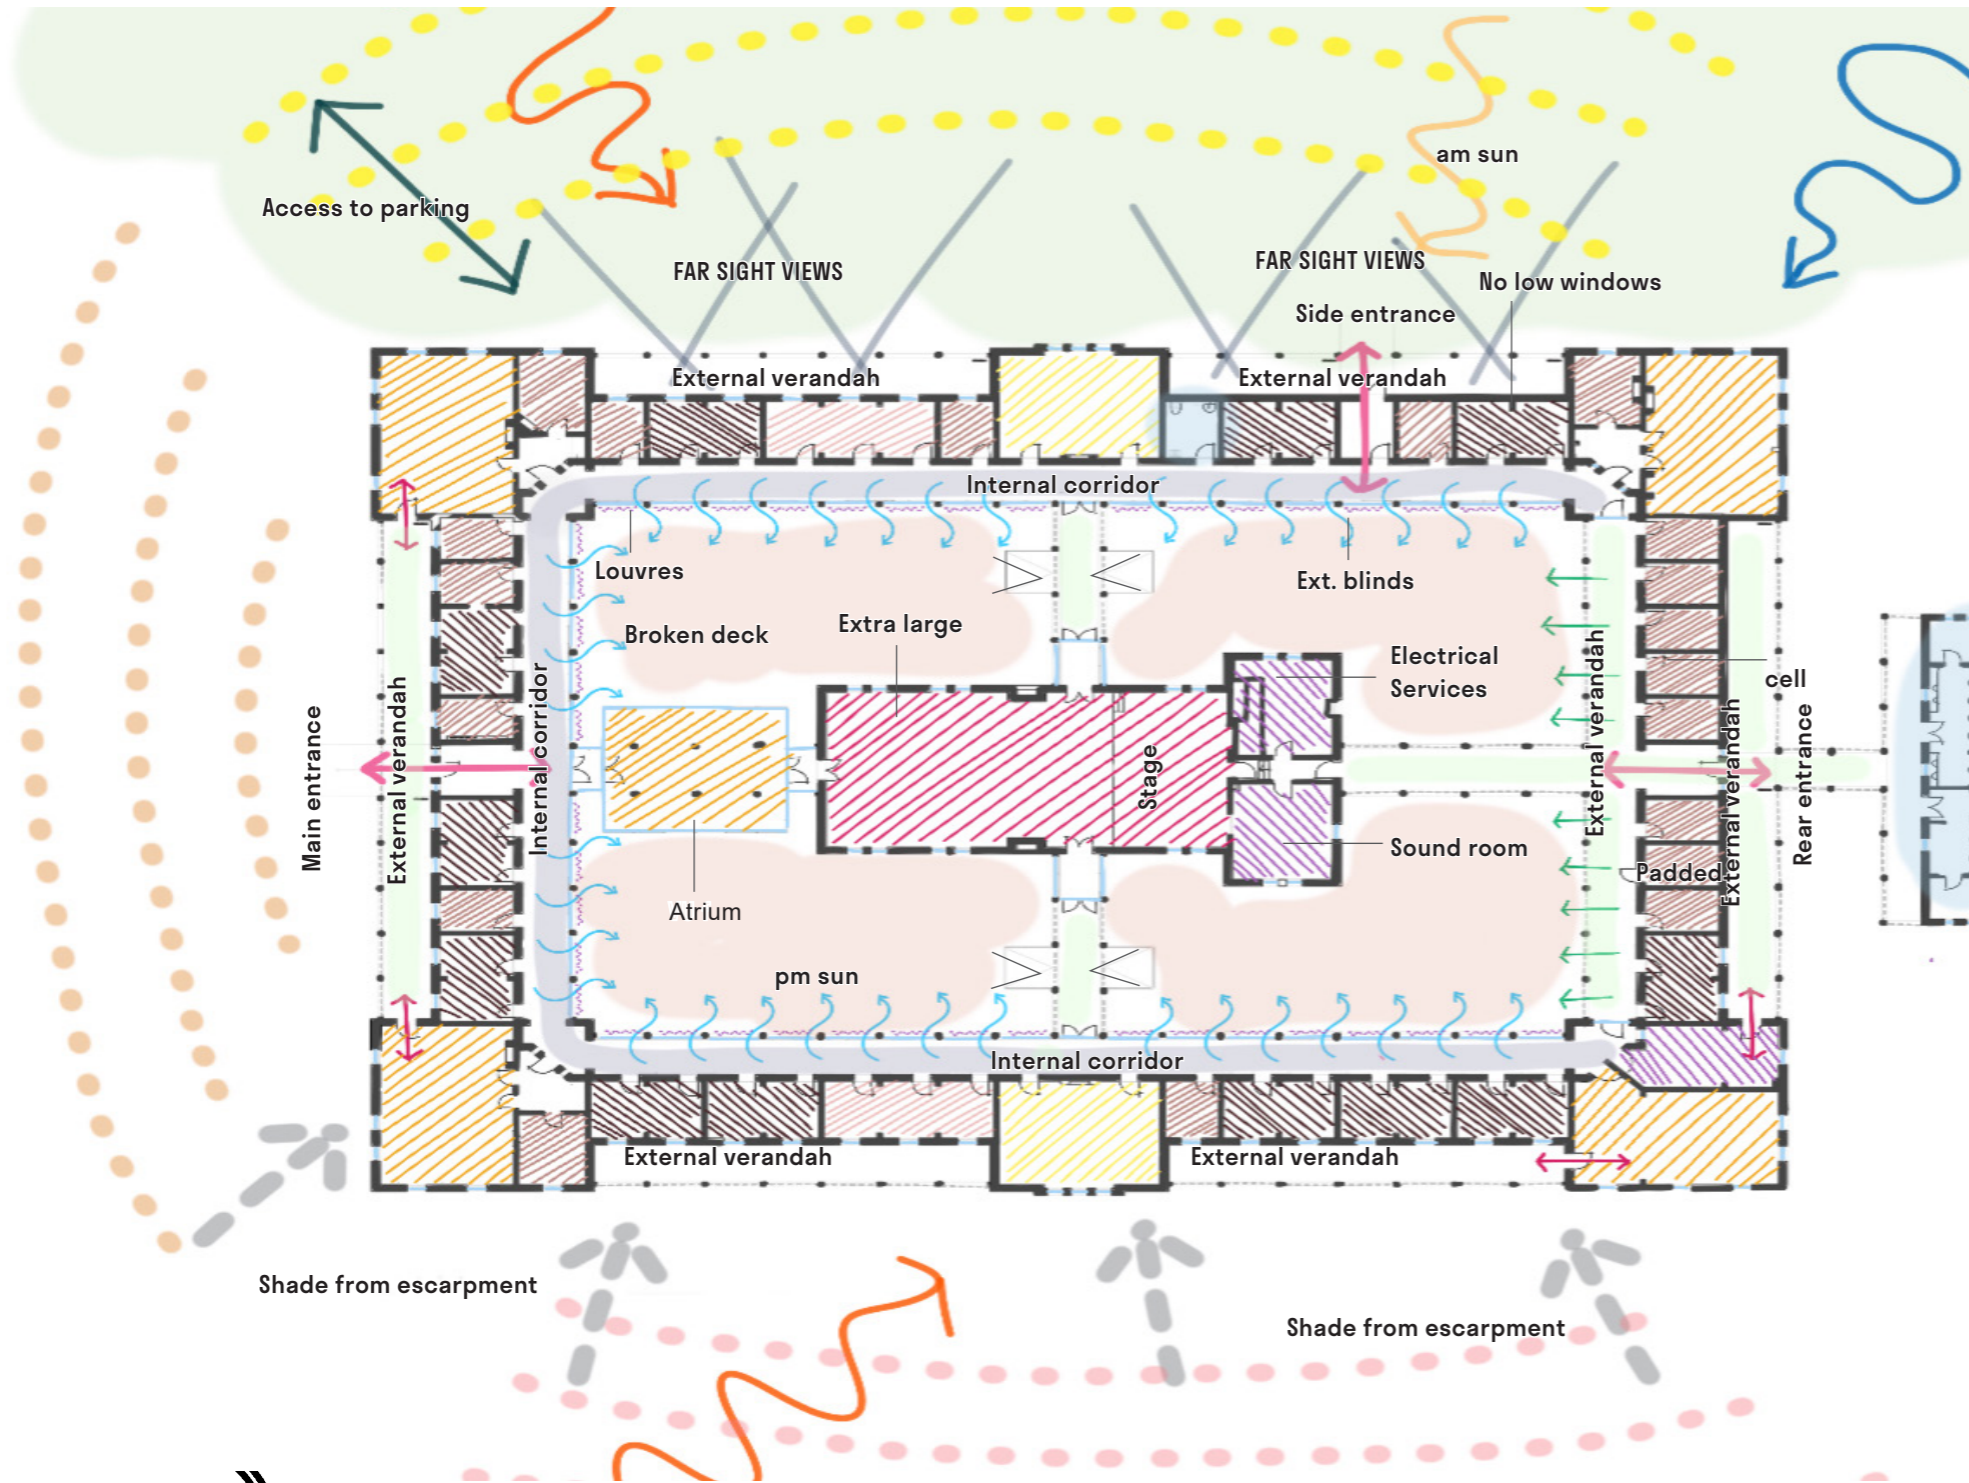 am sun
Access to parking
FAR SIGHT VIEWS
FAR SIGHT VIEWS
No low windows
Side entrance
External verandah
External verandah
Internal corridor
Louvres
Ext. blinds
Broken deck
Extra large
Electrical
Services
cell
Main entrance
External verandah
Internal corridor
Stage
External verandah
External verandah
Rear entrance
Sound room
Padded
Atrium
pm sun
Internal corridor
External verandah
External verandah
Shade from escarpment
Shade from escarpment